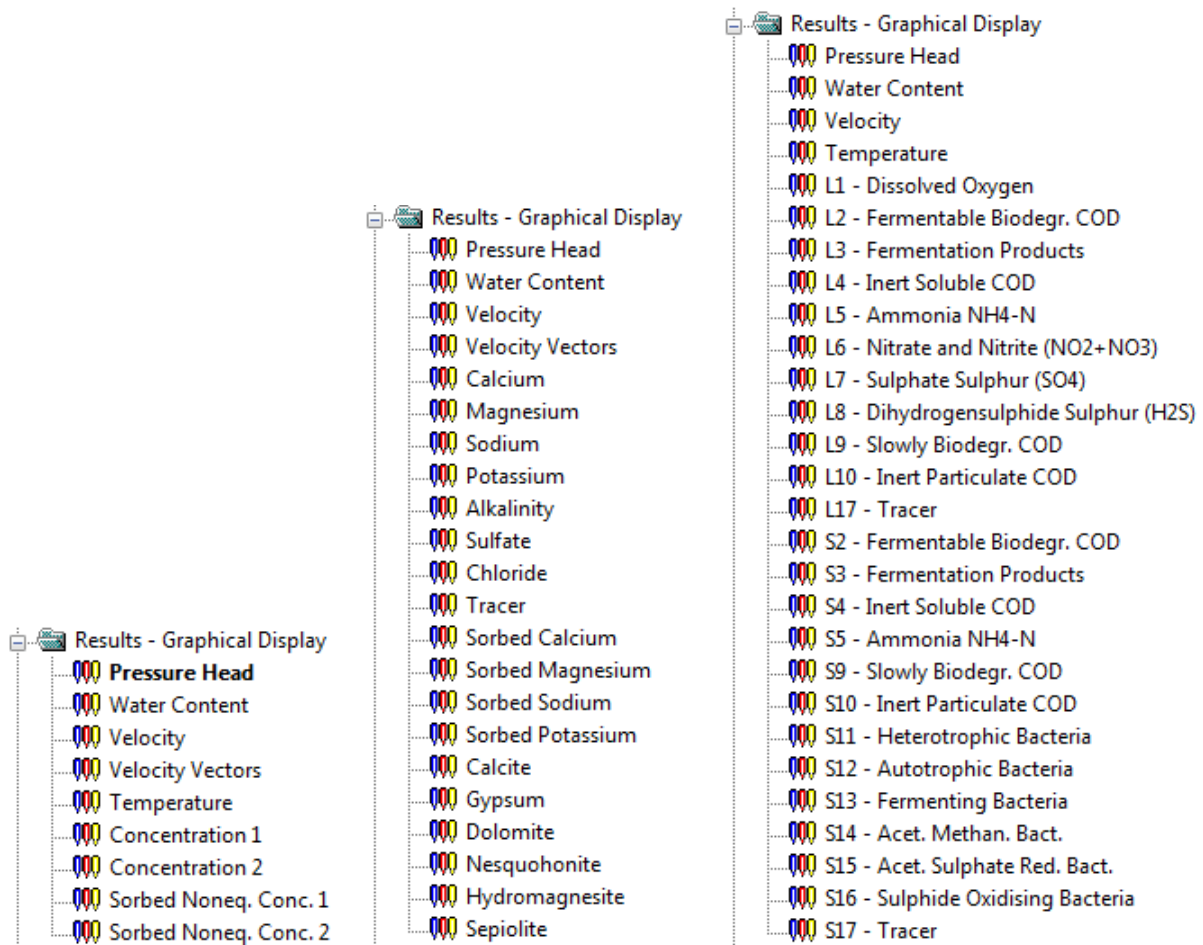 Results - Graphical Display
Pressure Head
Water Content
Velocity
Velocity Vectors
Temperature
Concentration 1
Concentration 2
Sorbed Noneq. Conc. 1
Sorbed Noneq. Conc. 2
Results - Graphical Display
Pressure Head
Water Content
Velocity
Velocity Vectors
Calcium
Magnesium
Sodium
Potassium
Alkalinity
Sulfate
Chloride
Tracer
Sorbed Calcium
Sorbed Magnesium
Sorbed Sodium
Sorbed Potassium
Calcite
Gypsum
Dolomite
Nesquohonite
Hydromagnesite
Sepiolite
Results - Graphical Display
Pressure Head
Water Content
Velocity
Temperature
L1 - Dissolved Oxygen
L2 - Fermentable Biodegr. COD
L3 - Fermentation Products
L4 - Inert Soluble COD
L5 - Ammonia NH4-N
L6 - Nitrate and Nitrite (NO2+NO3)
L7 - Sulphate Sulphur (SO4)
L8 - Dihydrogensulphide Sulphur (H2S)
L9 - Slowly Biodegr. COD
L10 - Inert Particulate COD
L17 - Tracer
S2 - Fermentable Biodegr. COD
S3 - Fermentation Products
S4 - Inert Soluble COD
S5 - Ammonia NH4-N
S9 - Slowly Biodegr. COD
S10 - Inert Particulate COD
S11 - Heterotrophic Bacteria
S12 - Autotrophic Bacteria
S13 - Fermenting Bacteria
S14 - Acet. Methan. Bact.
S15 - Acet. Sulphate Red. Bact.
S16 - Sulphide Oxidising Bacteria
S17 - Tracer